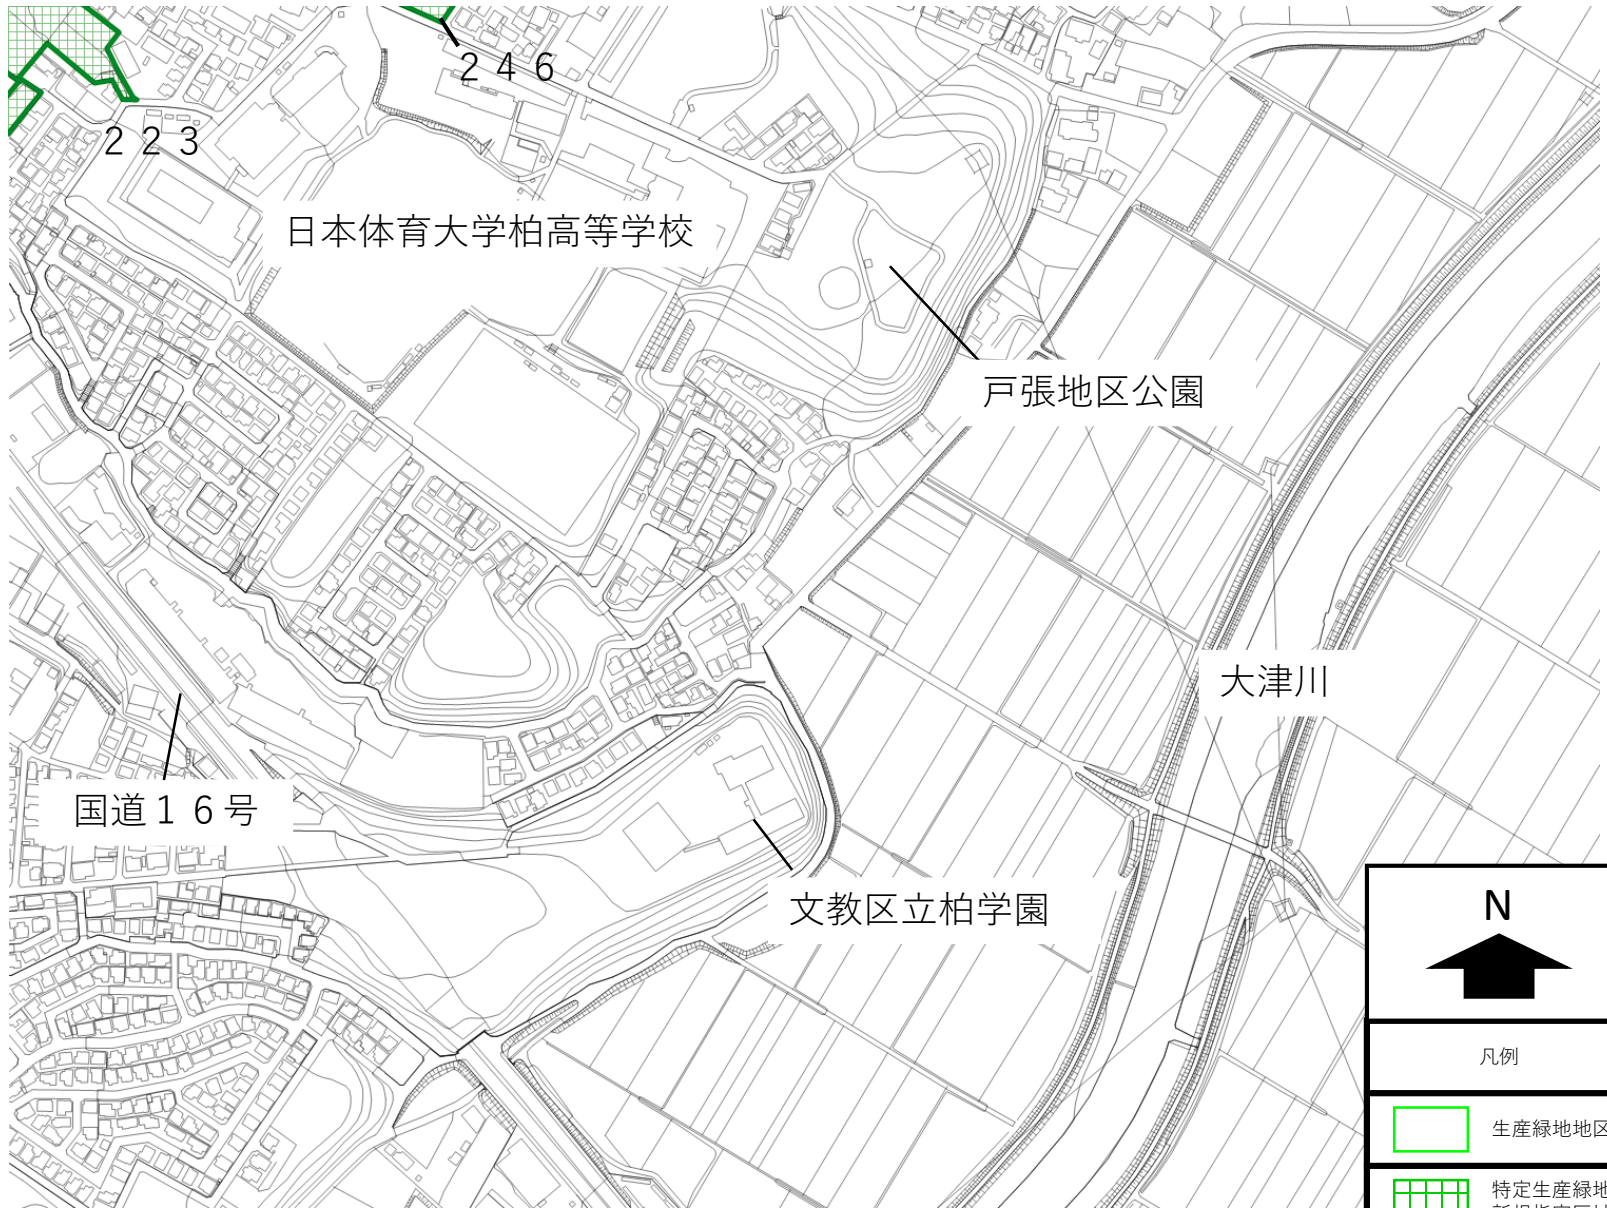 ２４６
２２３
日本体育大学柏高等学校
戸張地区公園
大津川
国道１６号
文教区立柏学園
N
凡例
生産緑地地区
特定生産緑地